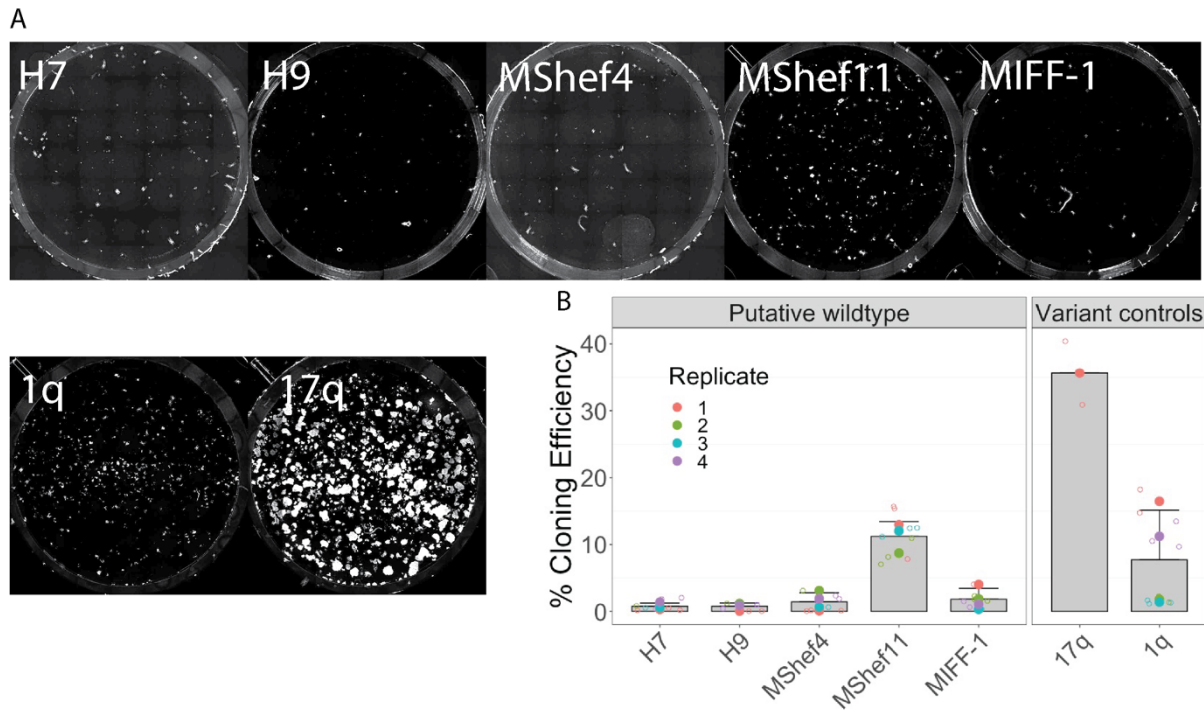 A
H7 H9 MShef4 MShef11 MIFF-1
1q 17q
B
Putative wildtype Variant controls
% Cloning Efficiency
40
30
20
10
0
Replicate
1
2
3
4
H7 H9 MShef4 MShef11 MIFF-1 17q 1q